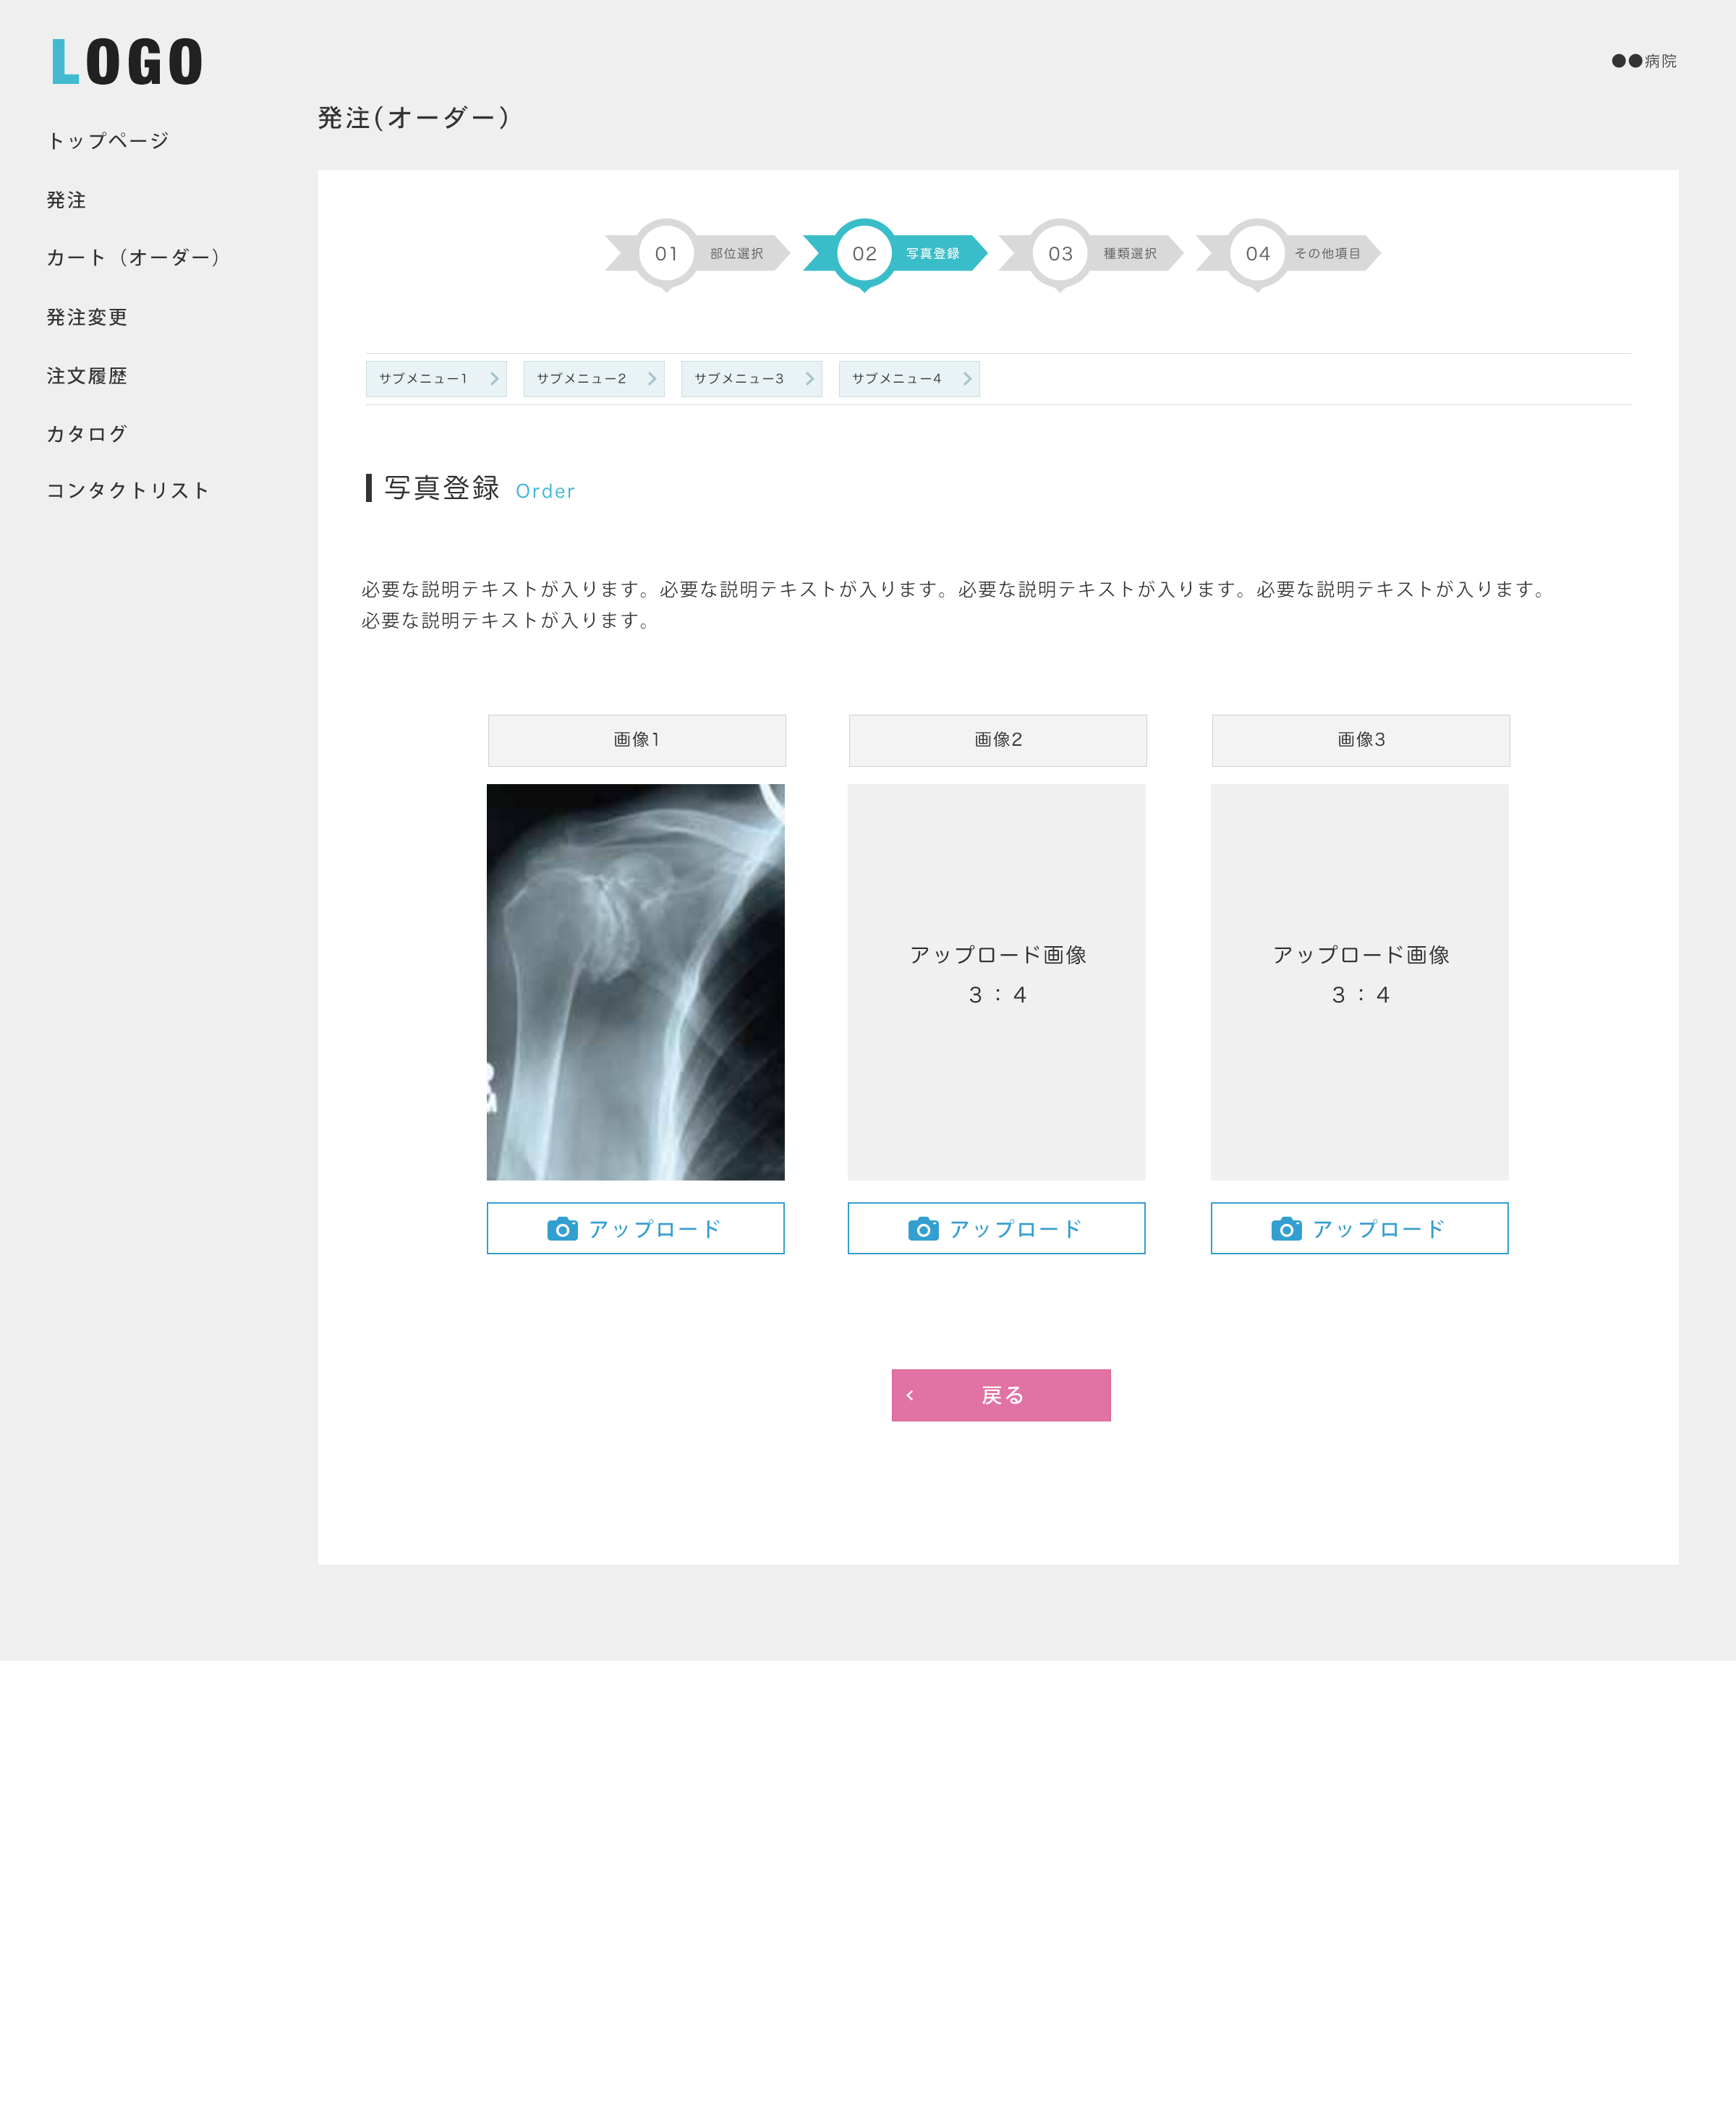 LOGO
●●病院
発注(オーダー)
トップページ
発注
カート（オーダー）
発注変更
注文履歴
カタログ
コンタクトリスト
01 部位選択
02 写真登録
03 種類選択
04 その他項目
サブメニュー1
サブメニュー2
サブメニュー3
サブメニュー4
写真登録 Order
必要な説明テキストが入ります。必要な説明テキストが入ります。必要な説明テキストが入ります。必要な説明テキストが入ります。
必要な説明テキストが入ります。
画像1
画像2
画像3
アップロード画像
3：4
アップロード画像
3：4
アップロード
アップロード
アップロード
戻る